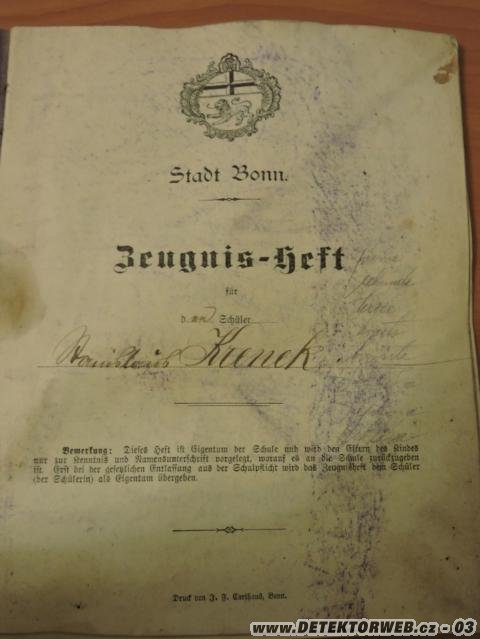 Stadt Bonn.
Zeugnis-Heft
für
den Schüler
Stanislaus Krenek
Bemerkung: Dieses Heft ist Eigentum der Schule und wird den Eltern des Kindes
nur zur Kenntnis und Namensunterschrift vorgelegt, worauf es an die Schule zurückzugeben
ist. Erst bei der gesetzlichen Entlassung aus der Schulpflicht wird das Zeugnisheft dem Schüler
(der Schülerin) als Eigentum übergeben.
Druck von J. F. Carthaus, Bonn.
www.DETEKTORWEB.cz - 03